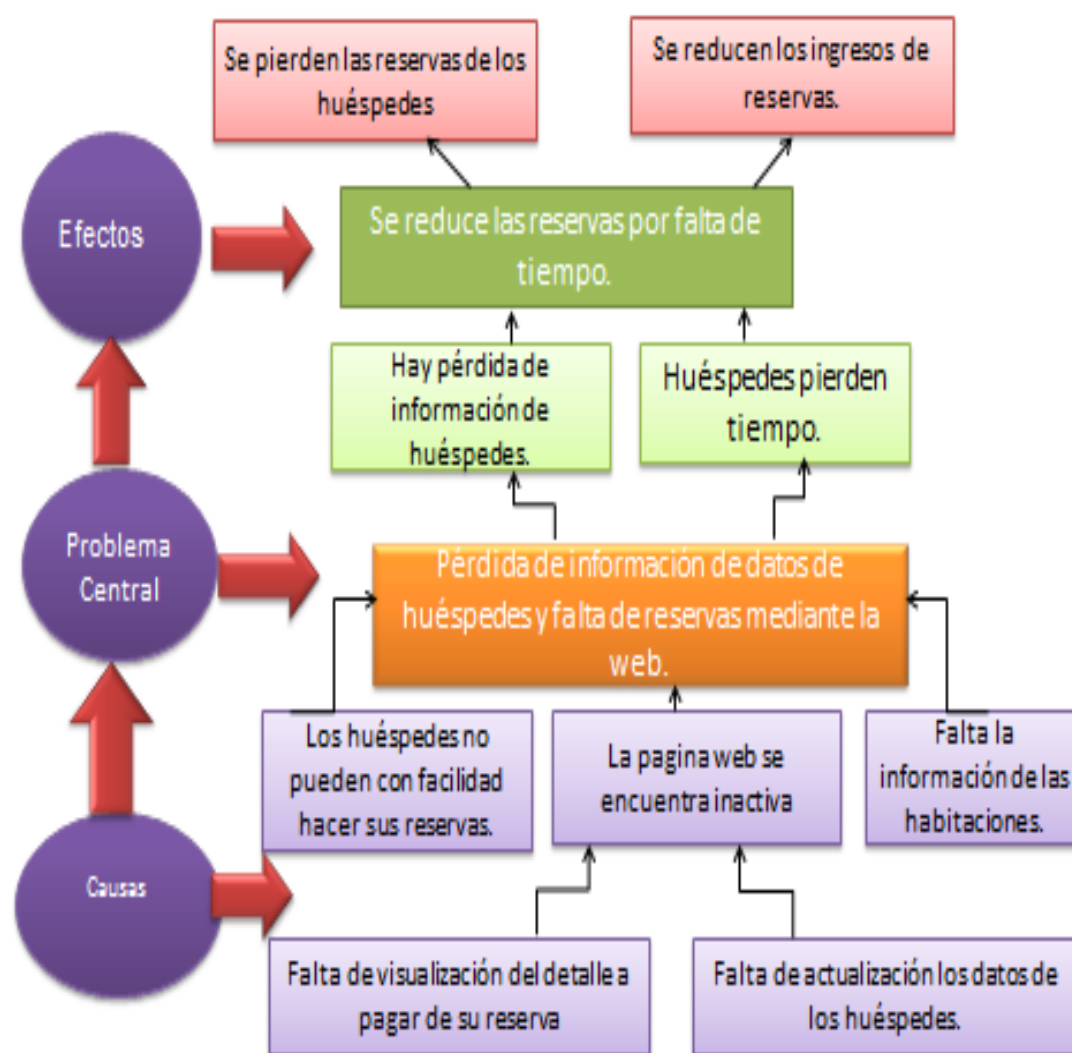 Se pierden las reservas de los
huéspedes
Se reducen los ingresos de
reservas.
Efectos
Se reduce las reservas por falta de
tiempo.
Hay pérdida de
información de
huéspedes.
Huéspedes pierden
tiempo.
Problema
Central
Pérdida de información de datos de
huéspedes y falta de reservas mediante la
web.
Los huéspedes no
pueden con facilidad
hacer sus reservas.
La pagina web se
encuentra inactiva
Falta la
información de las
habitaciones.
Causas
Falta de visualización del detalle a
pagar de su reserva
Falta de actualización los datos de
los huéspedes.